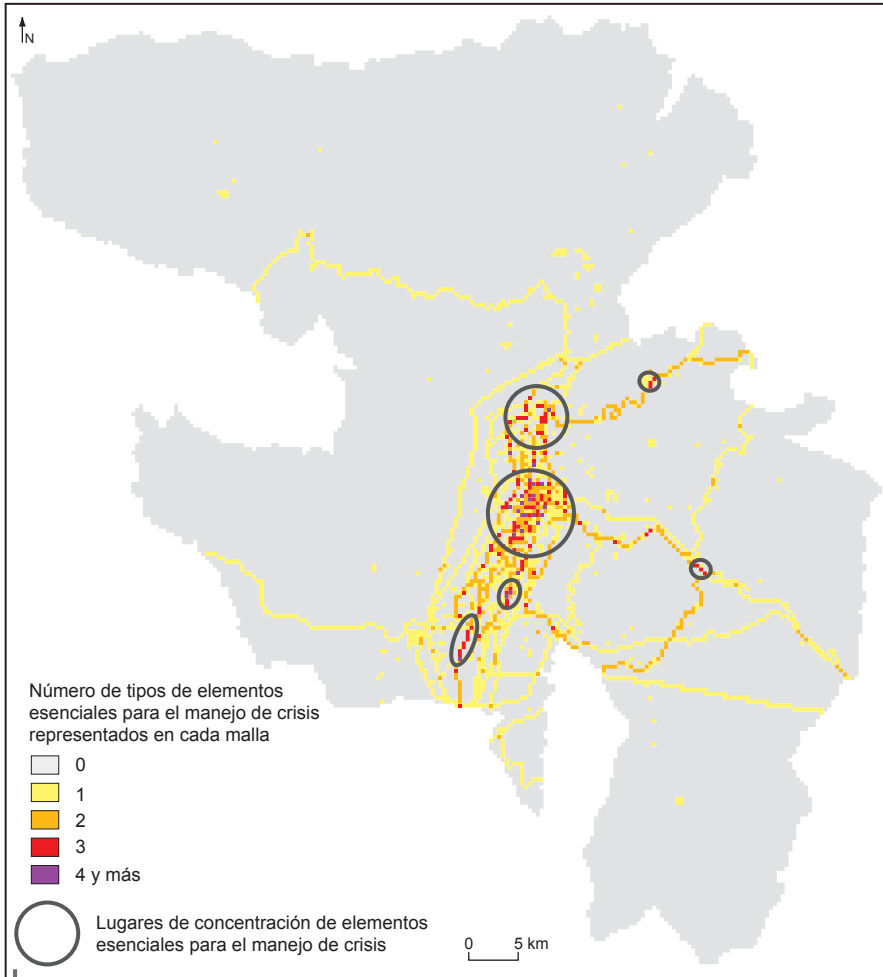 N
Número de tipos de elementos
esenciales para el manejo de crisis
representados en cada malla
0
1
2
3
4 y más
Lugares de concentración de elementos
esenciales para el manejo de crisis
0 5 km